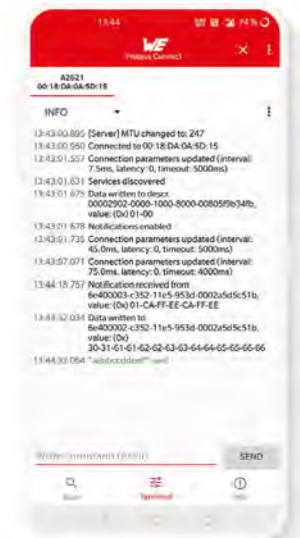 13:44
74%
WE
Proteus Connect
A2621
00:18:DA:0A:5D:15
INFO
13:43:00.895 [Server] MTU changed to: 247
13:43:00.950 Connected to 00:18:DA:0A:5D:15
13:43:01.557 Connection parameters updated (interval:
7.5ms, latency: 0, timeout: 5000ms)
13:43:01.631 Services discovered
13:43:01.675 Data written to descr.
00002902-0000-1000-8000-00805f9b34fb,
value: (0x) 01-00
13:43:01.678 Notifications enabled
13:43:01.735 Connection parameters updated (interval:
45.0ms, latency: 0, timeout: 5000ms)
13:43:07.071 Connection parameters updated (interval:
75.0ms, latency: 0, timeout: 4000ms)
13:44:18.757 Notification received from
6e400003-c352-11e5-953d-0002a5d5c51b,
value: (0x) 01-CA-FF-EE-CA-FF-EE
13:44:32.034 Data written to
6e400002-c352-11e5-953d-0002a5d5c51b,
value: (0x)
30-31-61-61-62-62-63-63-64-64-65-65-66-66
13:44:32.064
sent
SEND
Terminal